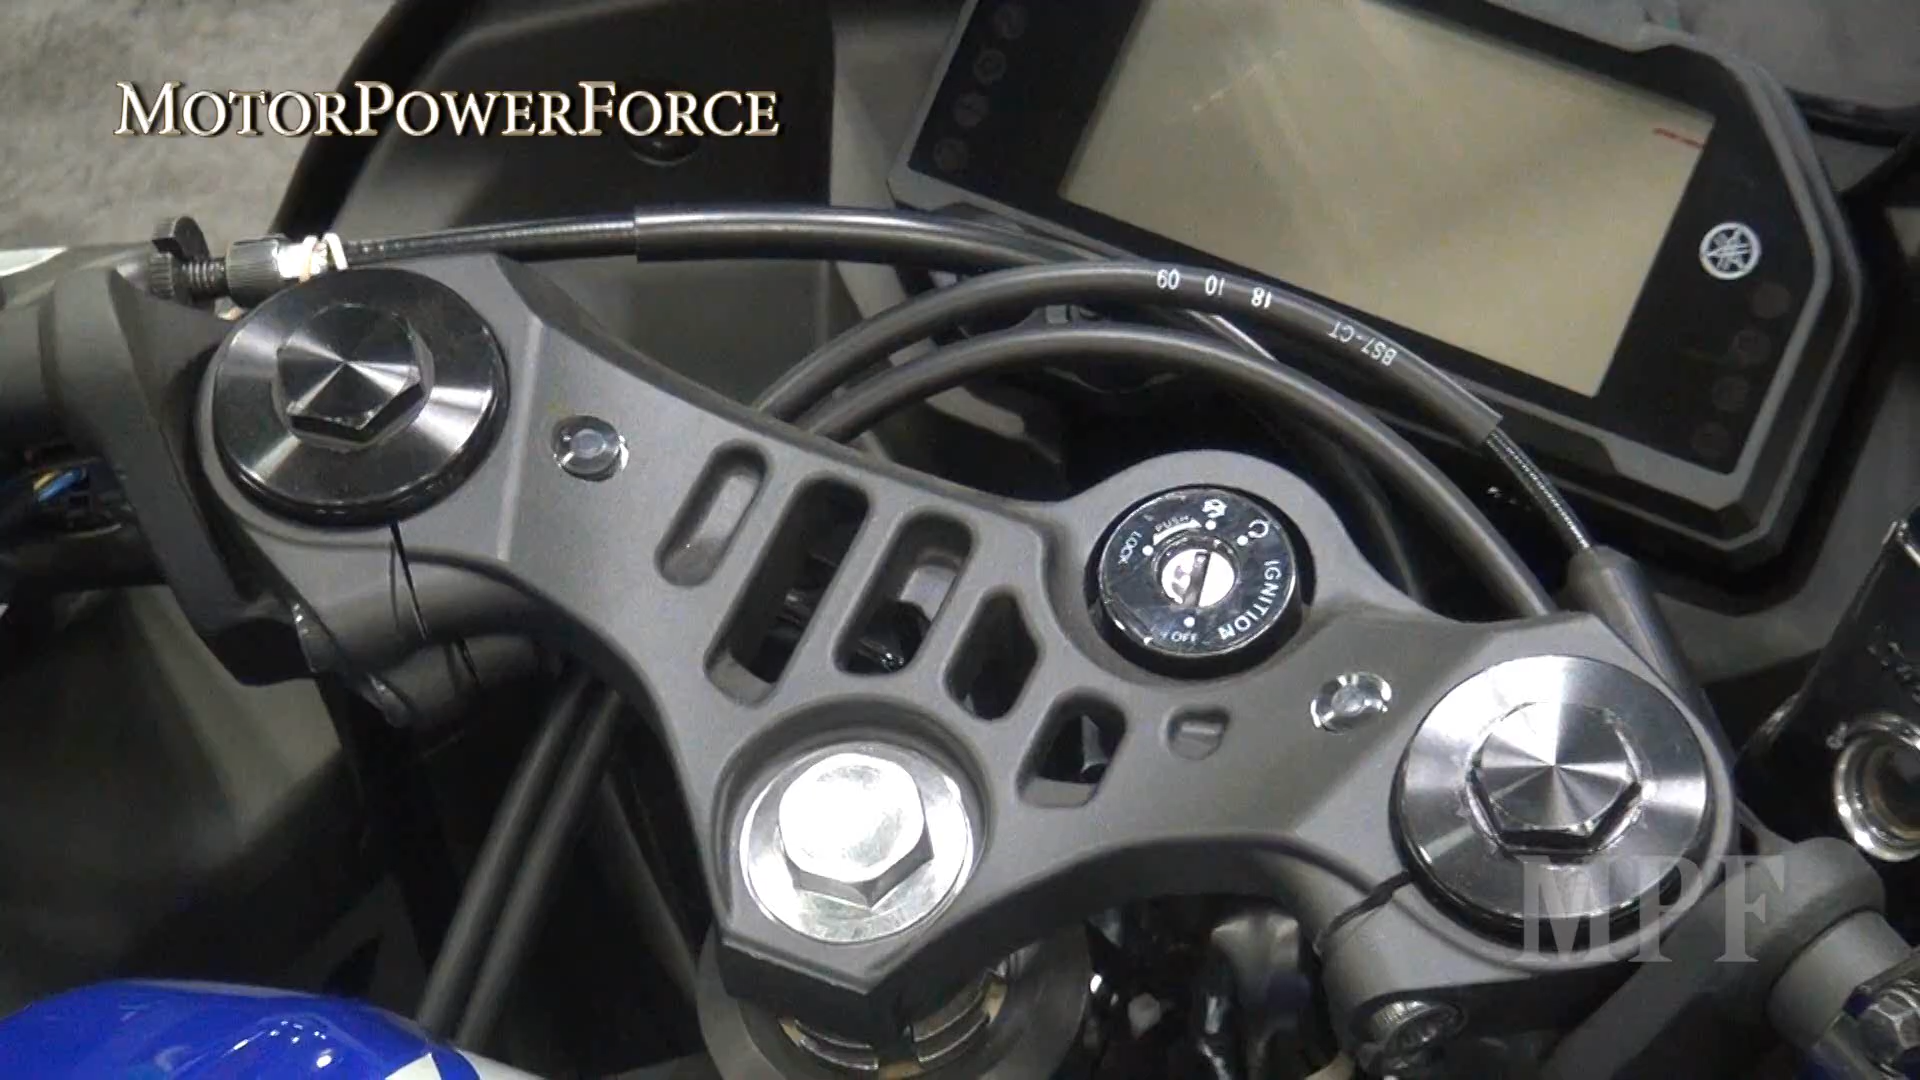 MOTORPOWERFORCE
09
10
18
BS7-CT
PUSH
LOCK
IGNITION
OFF
MPF